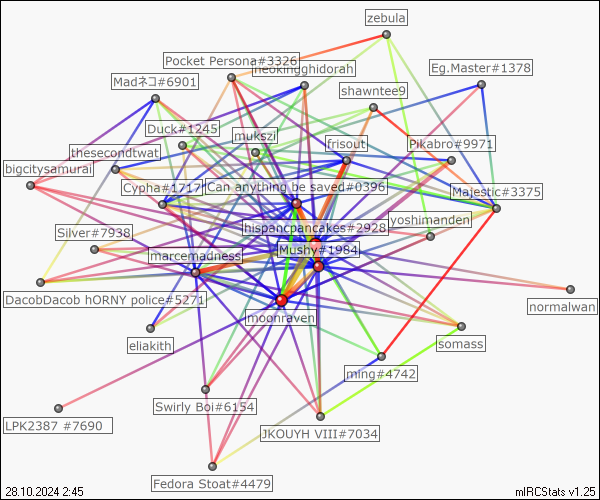 zebula
Pocket Persona#3326
neokingghidorah
Eg.Master#1378
Madネコ#6901
shawntee9
Duck#1245
mukszi
frisout
Pikabro#9971
thesecondtwat
bigcitysamurai
Cypha#1717
Can anything be saved#0396
Majestic#3375
yoshimanden
hispancpancakes#2928
Silver#7938
Mushy#1984
marcemadness
DacobDacob hORNY police#5271
normalwan
moonraven
eliakith
somass
ming#4742
Swirly Boi#6154
LPK2387 #7690
JKOUYH VIII#7034
Fedora Stoat#4479
28.10.2024 2:45
mIRCStats v1.25